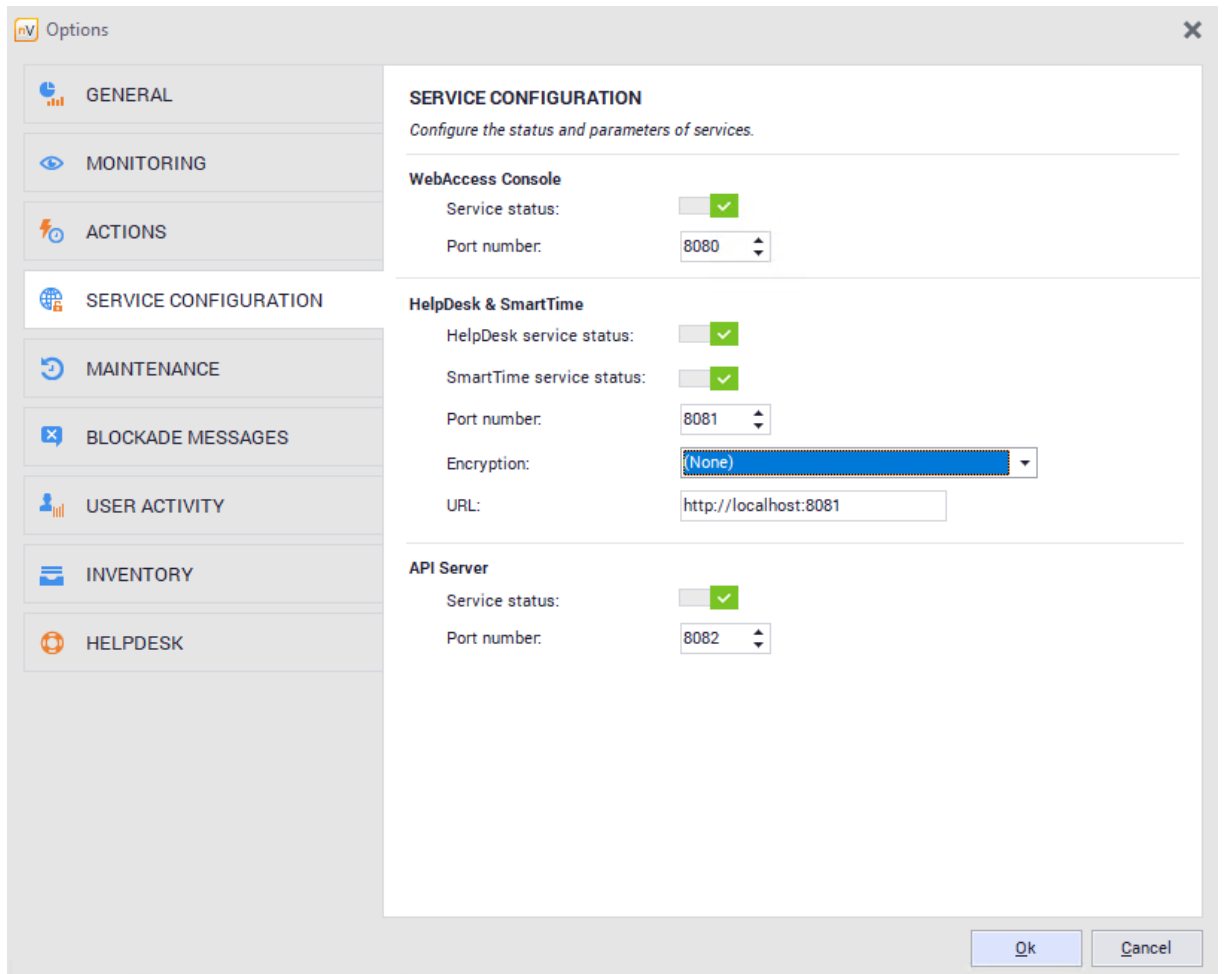 nV Options
GENERAL
MONITORING
ACTIONS
SERVICE CONFIGURATION
MAINTENANCE
BLOCKADE MESSAGES
USER ACTIVITY
INVENTORY
HELPDESK
SERVICE CONFIGURATION
Configure the status and parameters of services.
WebAccess Console
Service status:
Port number: 8080
HelpDesk & SmartTime
HelpDesk service status:
SmartTime service status:
Port number: 8081
Encryption: (None)
URL: http://localhost:8081
API Server
Service status:
Port number: 8082
Ok Cancel